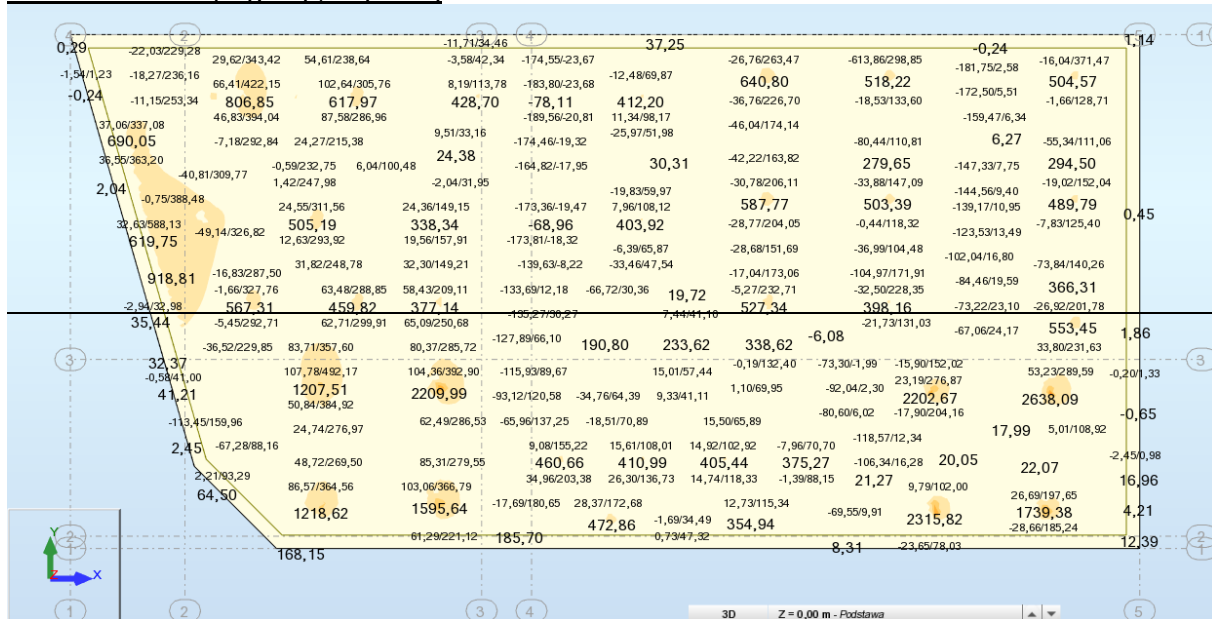 4 2 3 4 5 1
0,29 -22,03/229,28 -11,71/34,46 37,25 -0,24 1,14
29,62/343,42 54,61/238,64 -3,58/42,34 -174,55/-23,67 -26,76/263,47 -613,86/298,85 -181,75/2,58 -16,04/371,47
-1,54/1,23 -18,27/236,16 66,41/422,15 102,64/305,76 8,19/113,78 -183,80/-23,68 -12,48/69,87 640,80 518,22 -172,50/5,51 504,57
-0,24 -11,15/253,34 806,85 617,97 428,70 -78,11 412,20 -36,76/226,70 -18,53/133,60 -1,66/128,71
37,06/337,08 46,83/394,04 87,58/286,96 -189,56/-20,81 11,34/98,17 -46,04/174,14 -159,47/6,34
690,05 -7,18/292,84 24,27/215,38 9,51/33,16 -174,46/-19,32 -25,97/51,98 -80,44/110,81 6,27 -55,34/111,06
36,55/363,20 -0,59/232,75 6,04/100,48 24,38 -164,82/-17,95 30,31 -42,22/163,82 279,65 -147,33/7,75 294,50
2,04 -40,81/309,77 1,42/247,98 -2,04/31,95 -19,83/59,97 -30,78/206,11 -33,88/147,09 -144,56/9,40 -19,02/152,04
-0,75/388,48 24,55/311,56 24,36/149,15 -173,36/-19,47 7,96/108,12 587,77 503,39 -139,17/10,95 489,79
32,63/588,13 -49,14/326,82 505,19 338,34 -68,96 403,92 -28,77/204,05 -0,44/118,32 -123,53/13,49 -7,83/125,40 0,45
619,75 12,63/293,92 19,56/157,91 -173,81/-18,32 -6,39/65,87 -28,68/151,69 -36,99/104,48 -102,04/16,80
918,81 -16,83/287,50 31,82/248,78 32,30/149,21 -139,63/-8,22 -33,46/47,54 -17,04/173,06 -104,97/171,91 -84,46/19,59 -73,84/140,26
-1,66/327,76 63,48/288,85 58,43/209,11 -133,69/12,18 -66,72/30,36 19,72 -5,27/232,71 -32,50/228,35 366,31
-2,94/32,98 567,31 459,82 377,14 -135,27/30,27 7,44/41,10 527,34 398,16 -73,22/23,10 -26,92/201,78
35,44 -5,45/292,71 62,71/299,91 65,09/250,68 -127,89/66,10 -6,08 -21,73/131,03 -67,06/24,17 553,45 1,86
-36,52/229,85 83,71/357,60 80,37/285,72 190,80 233,62 338,62 33,80/231,63
3 32,37 -0,19/132,40 -73,30/-1,99 -15,90/152,02 3
-0,58/41,00 107,78/492,17 104,36/392,90 -115,93/89,67 15,01/57,44 23,19/276,87 53,23/289,59 -0,20/1,33
41,21 1207,51 2209,99 -93,12/120,58 -34,76/64,39 9,33/41,11 1,10/69,95 -92,04/2,30 2202,67 2638,09
50,84/384,92 -80,60/6,02 -17,90/204,16 -0,65
-113,45/159,96 24,74/276,97 62,49/286,53 -65,96/137,25 -18,51/70,89 15,50/65,89 -118,57/12,34 17,99 5,01/108,92
2,45 -67,28/88,16 9,08/155,22 15,61/108,01 14,92/102,92 -7,96/70,70 -2,45/0,98
48,72/269,50 85,31/279,55 460,66 410,99 405,44 375,27 -106,34/16,28 20,05 22,07
2,21/93,29 86,57/364,56 103,06/366,79 34,96/203,38 26,30/136,73 14,74/118,33 -1,39/88,15 21,27 9,79/102,00 16,96
64,50 1218,62 1595,64 -17,69/180,65 28,37/172,68 12,73/115,34 -69,55/9,91 2315,82 26,69/197,65 1739,38 4,21
472,86 -1,69/34,49 354,94 -28,66/185,24
61,29/221,12 185,70 0,73/47,32 12,39 2
168,15 8,31 -23,65/78,03 1
Y
Z X
1 2 3 4 5
3D Z = 0,00 m - Podstawa